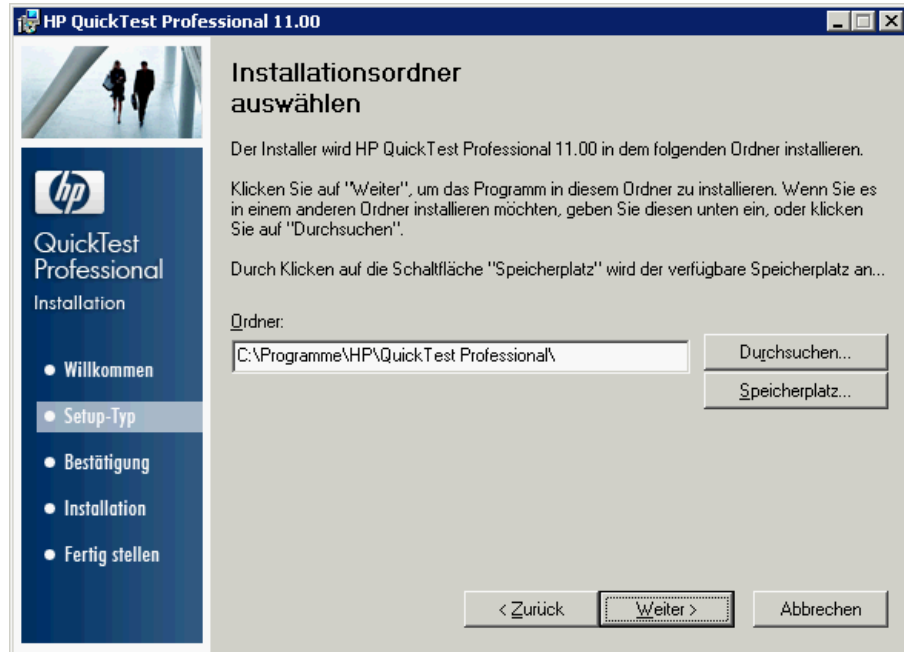 HP QuickTest Professional 11.00
hp
QuickTest
Professional
Installation
Willkommen
Setup-Typ
Bestätigung
Installation
Fertig stellen
Installationsordner
auswählen
Der Installer wird HP QuickTest Professional 11.00 in dem folgenden Ordner installieren.
Klicken Sie auf "Weiter", um das Programm in diesem Ordner zu installieren. Wenn Sie es
in einem anderen Ordner installieren möchten, geben Sie diesen unten ein, oder klicken
Sie auf "Durchsuchen".
Durch Klicken auf die Schaltfläche "Speicherplatz" wird der verfügbare Speicherplatz an...
Ordner:
C:\Programme\HP\QuickTest Professional\
Durchsuchen...
Speicherplatz...
< Zurück
Weiter >
Abbrechen